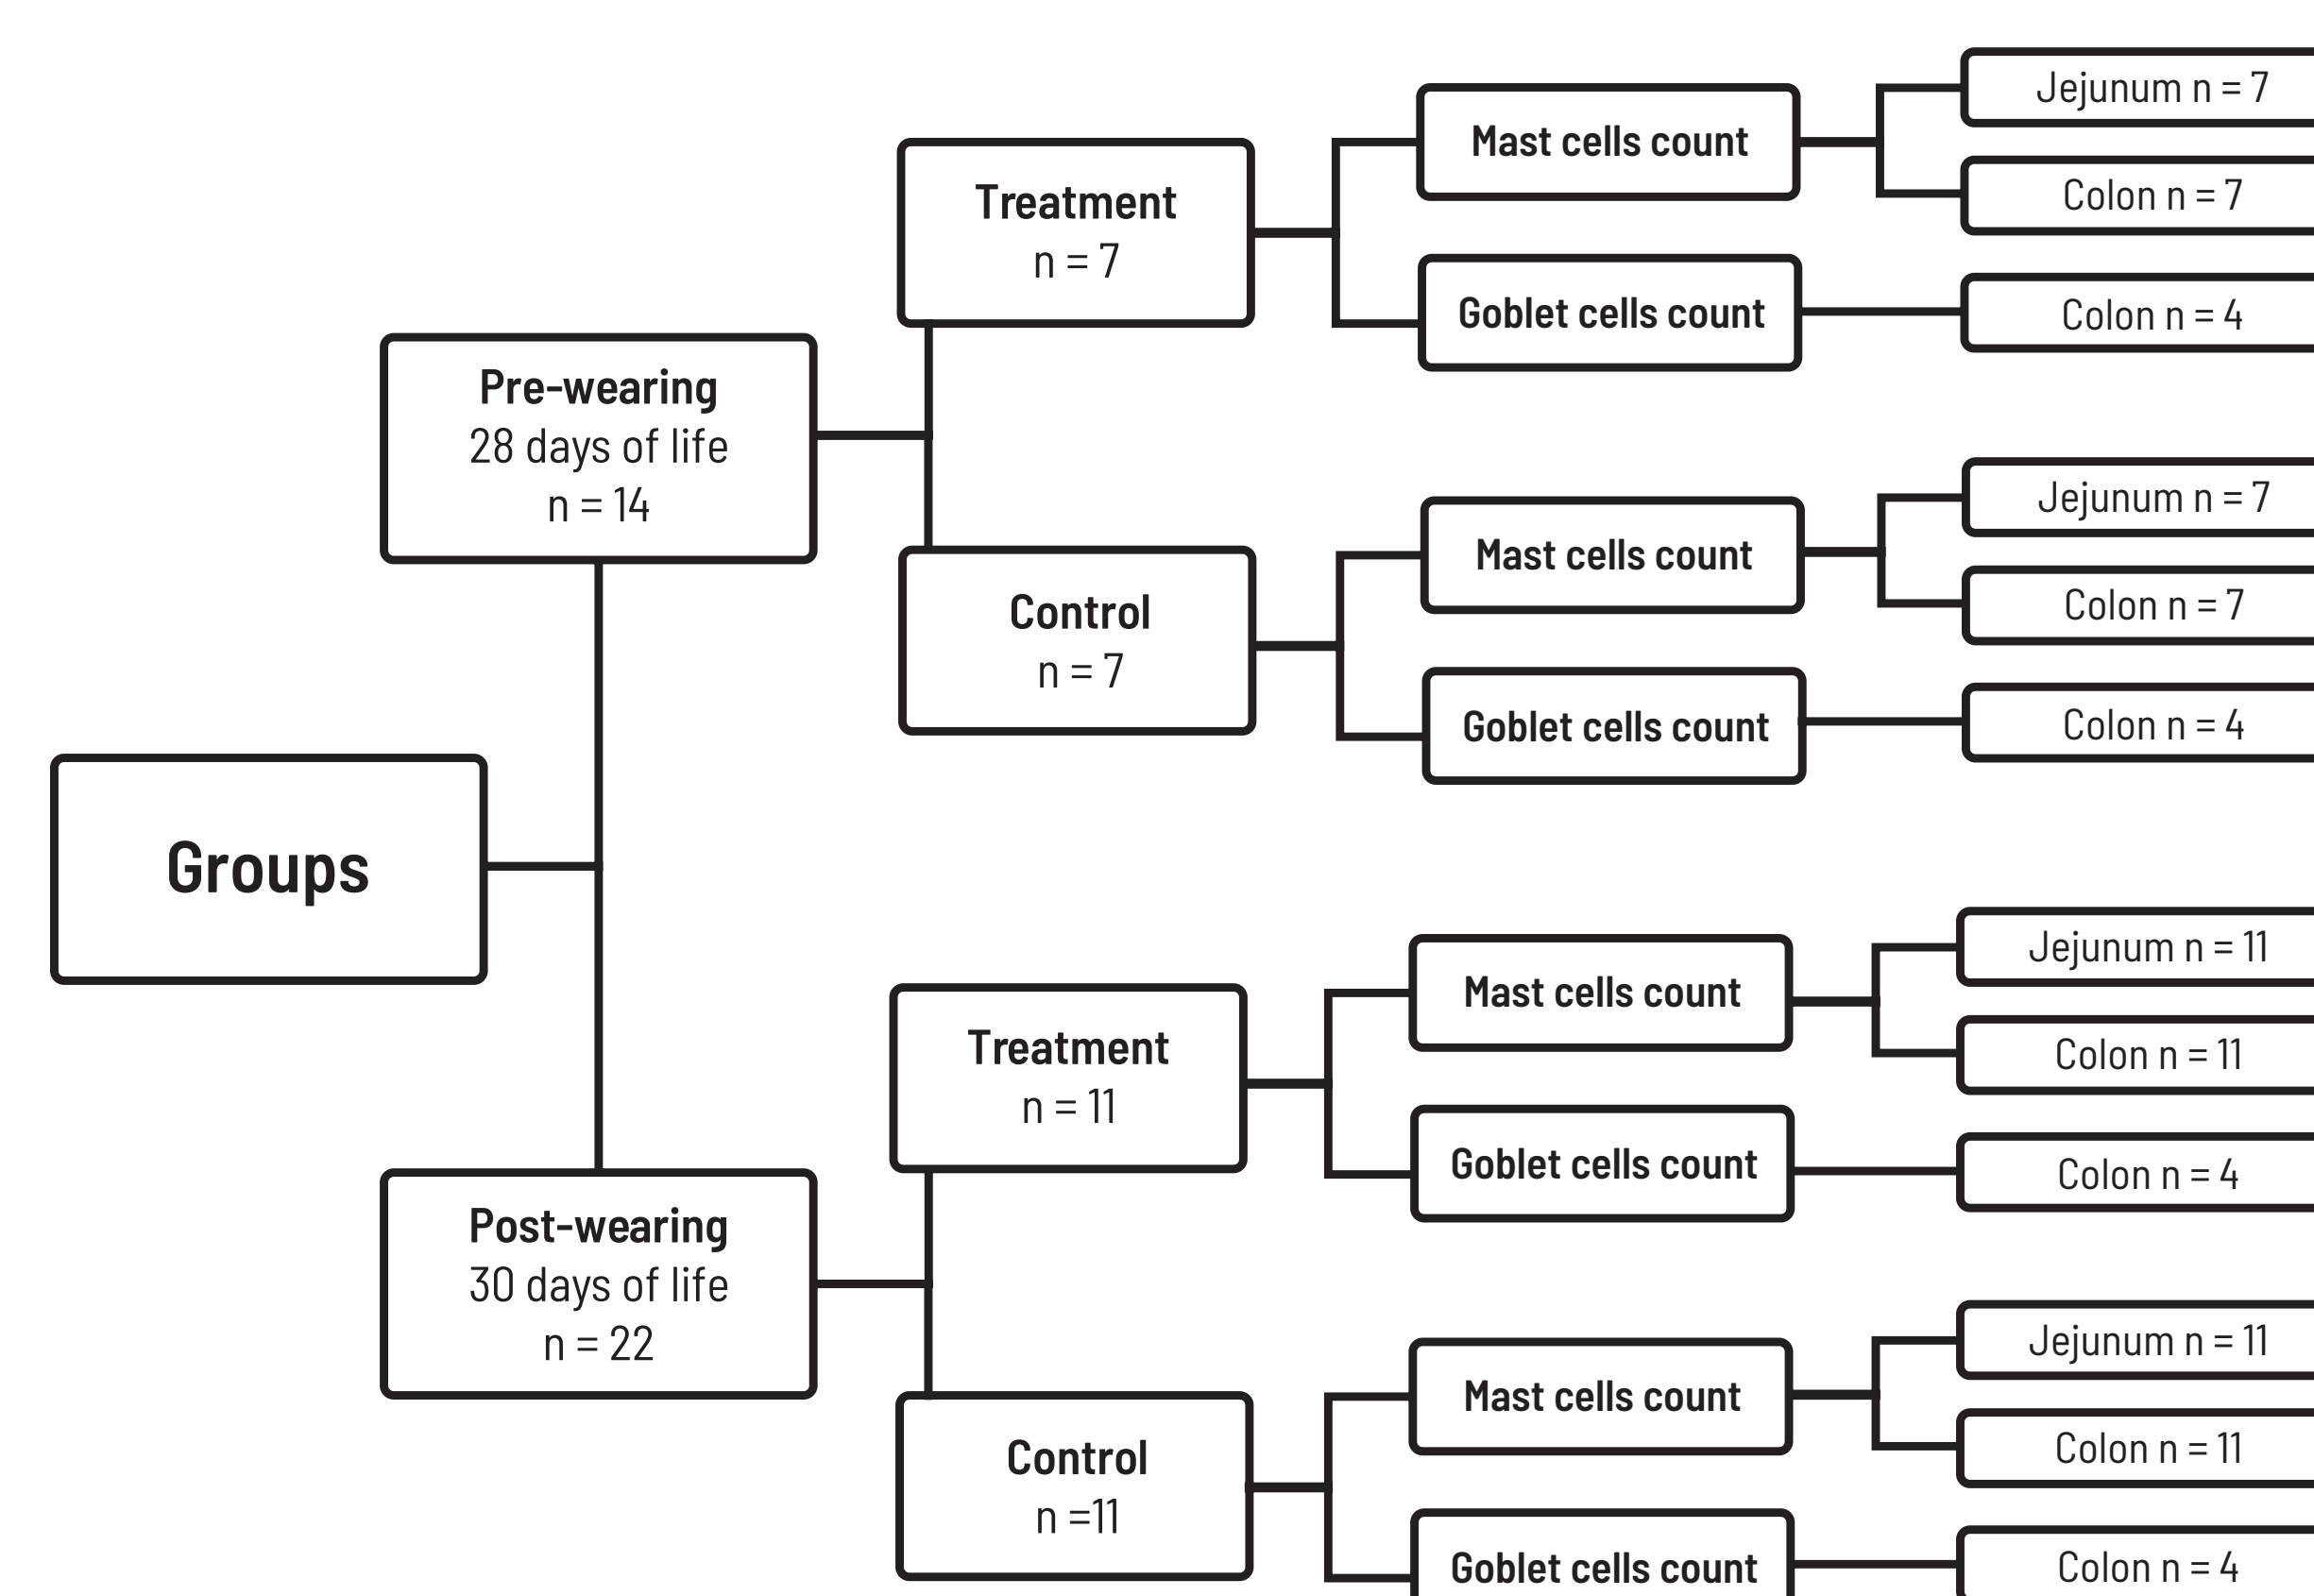 Groups
Pre-wearing
28 days of life
n = 14
Treatment
n = 7
Mast cells count
Jejunum n = 7
Colon n = 7
Goblet cells count
Colon n = 4
Control
n = 7
Mast cells count
Jejunum n = 7
Colon n = 7
Goblet cells count
Colon n = 4
Post-wearing
30 days of life
n = 22
Treatment
n = 11
Mast cells count
Jejunum n = 11
Colon n = 11
Goblet cells count
Colon n = 4
Control
n =11
Mast cells count
Jejunum n = 11
Colon n = 11
Goblet cells count
Colon n = 4